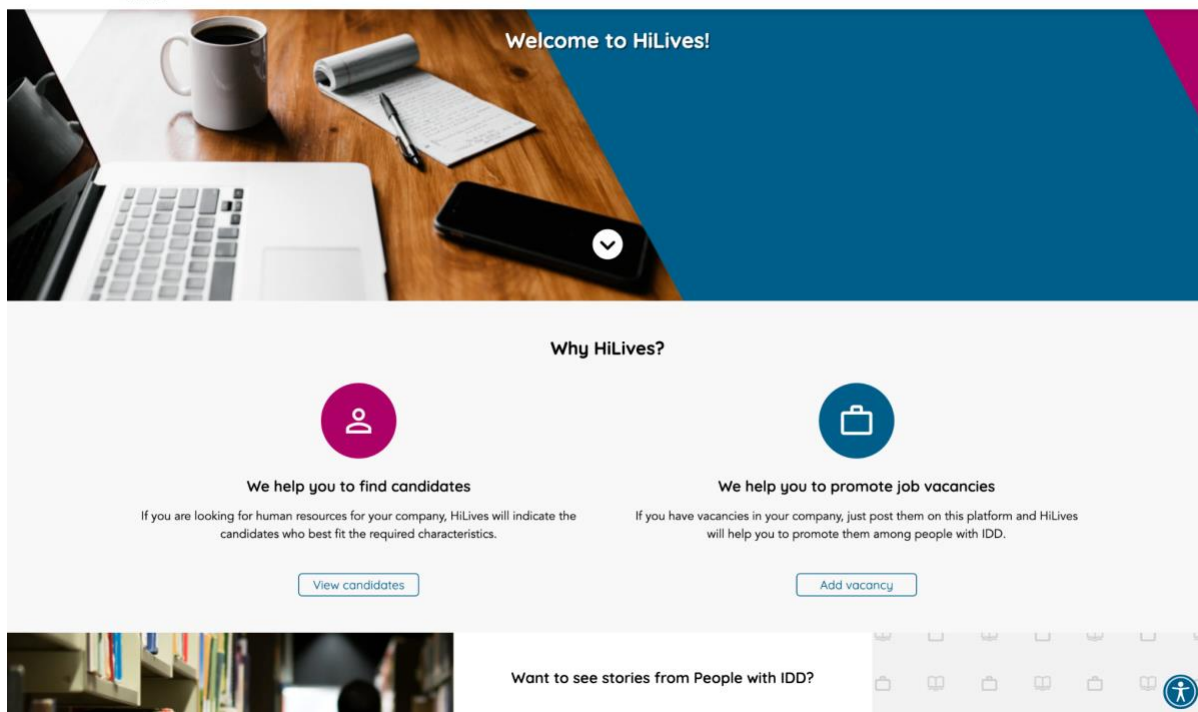 Welcome to HiLives!
Why HiLives?
We help you to find candidates
If you are looking for human resources for your company, HiLives will indicate the
candidates who best fit the required characteristics.
View candidates
We help you to promote job vacancies
If you have vacancies in your company, just post them on this platform and HiLives
will help you to promote them among people with IDD.
Add vacancy
Want to see stories from People with IDD?